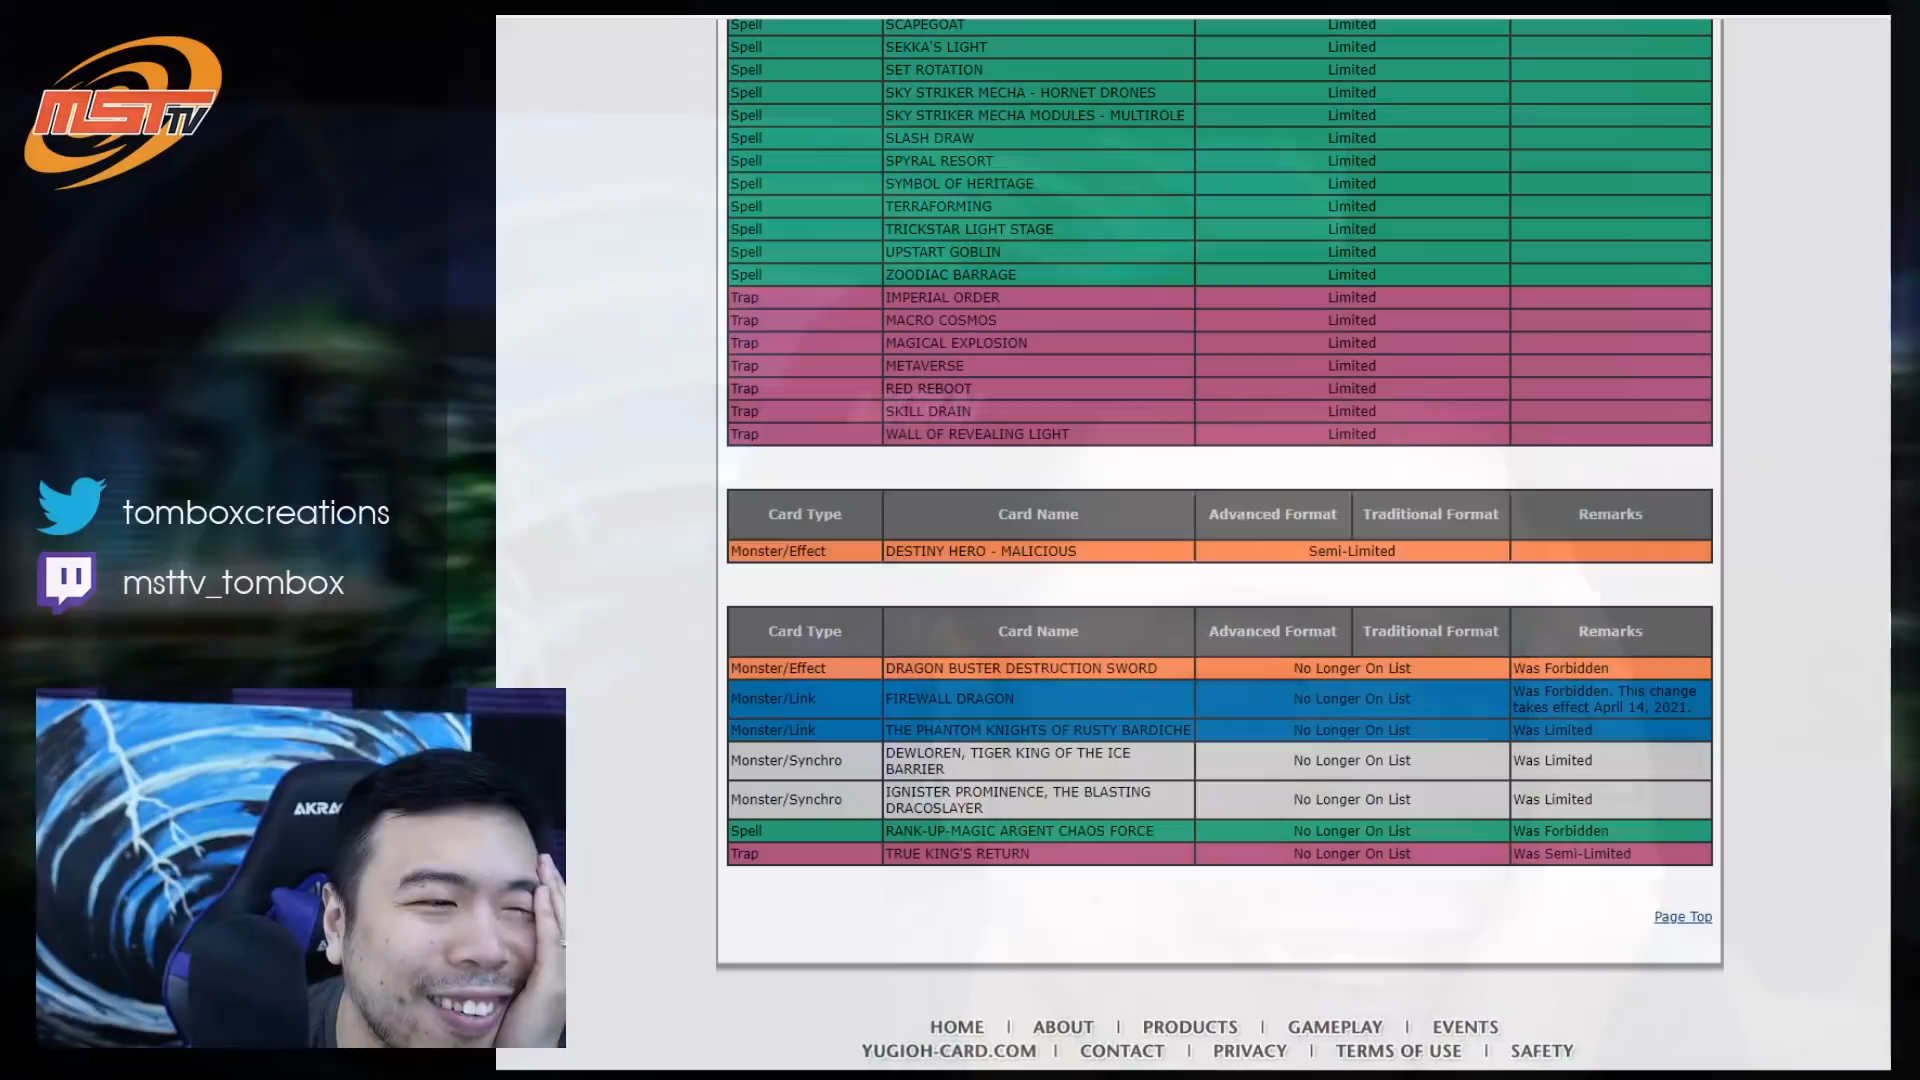 MST TV
tomboxcreations
msttv_tombox
AKRA
Spell SCAPEGOAT Limited
Spell SEKKA'S LIGHT Limited
Spell SET ROTATION Limited
Spell SKY STRIKER MECHA - HORNET DRONES Limited
Spell SKY STRIKER MECHA MODULES - MULTIROLE Limited
Spell SLASH DRAW Limited
Spell SPYRAL RESORT Limited
Spell SYMBOL OF HERITAGE Limited
Spell TERRAFORMING Limited
Spell TRICKSTAR LIGHT STAGE Limited
Spell UPSTART GOBLIN Limited
Spell ZOODIAC BARRAGE Limited
Trap IMPERIAL ORDER Limited
Trap MACRO COSMOS Limited
Trap MAGICAL EXPLOSION Limited
Trap METAVERSE Limited
Trap RED REBOOT Limited
Trap SKILL DRAIN Limited
Trap WALL OF REVEALING LIGHT Limited
Card Type Card Name Advanced Format Traditional Format Remarks
Monster/Effect DESTINY HERO - MALICIOUS Semi-Limited
Card Type Card Name Advanced Format Traditional Format Remarks
Monster/Effect DRAGON BUSTER DESTRUCTION SWORD No Longer On List Was Forbidden
Monster/Link FIREWALL DRAGON No Longer On List Was Forbidden. This change
takes effect April 14, 2021.
Monster/Link THE PHANTOM KNIGHTS OF RUSTY BARDICHE No Longer On List Was Limited
Monster/Synchro DEWLOREN, TIGER KING OF THE ICE
BARRIER No Longer On List Was Limited
Monster/Synchro IGNISTER PROMINENCE, THE BLASTING
DRACOSLAYER No Longer On List Was Limited
Spell RANK-UP-MAGIC ARGENT CHAOS FORCE No Longer On List Was Forbidden
Trap TRUE KING'S RETURN No Longer On List Was Semi-Limited
Page Top
HOME | ABOUT | PRODUCTS | GAMEPLAY | EVENTS
YUGIOH-CARD.COM | CONTACT | PRIVACY | TERMS OF USE | SAFETY